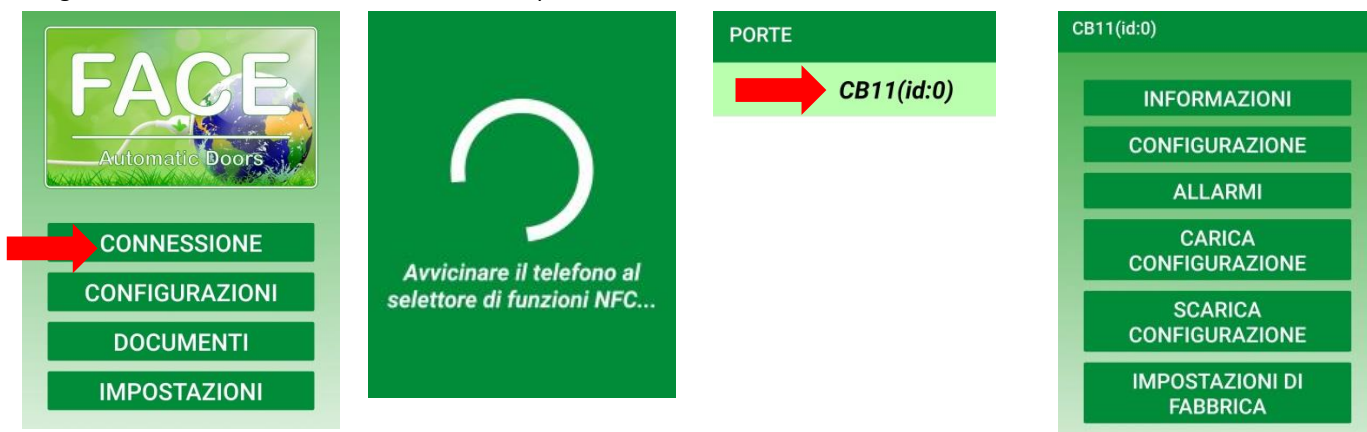 FACE
Automatic Doors
CONNESSIONE
CONFIGURAZIONI
DOCUMENTI
IMPOSTAZIONI
Avvicinare il telefono al
selettore di funzioni NFC...
PORTE
CB11(id:0)
CB11(id:0)
INFORMAZIONI
CONFIGURAZIONE
ALLARMI
CARICA
CONFIGURAZIONE
SCARICA
CONFIGURAZIONE
IMPOSTAZIONI DI
FABBRICA